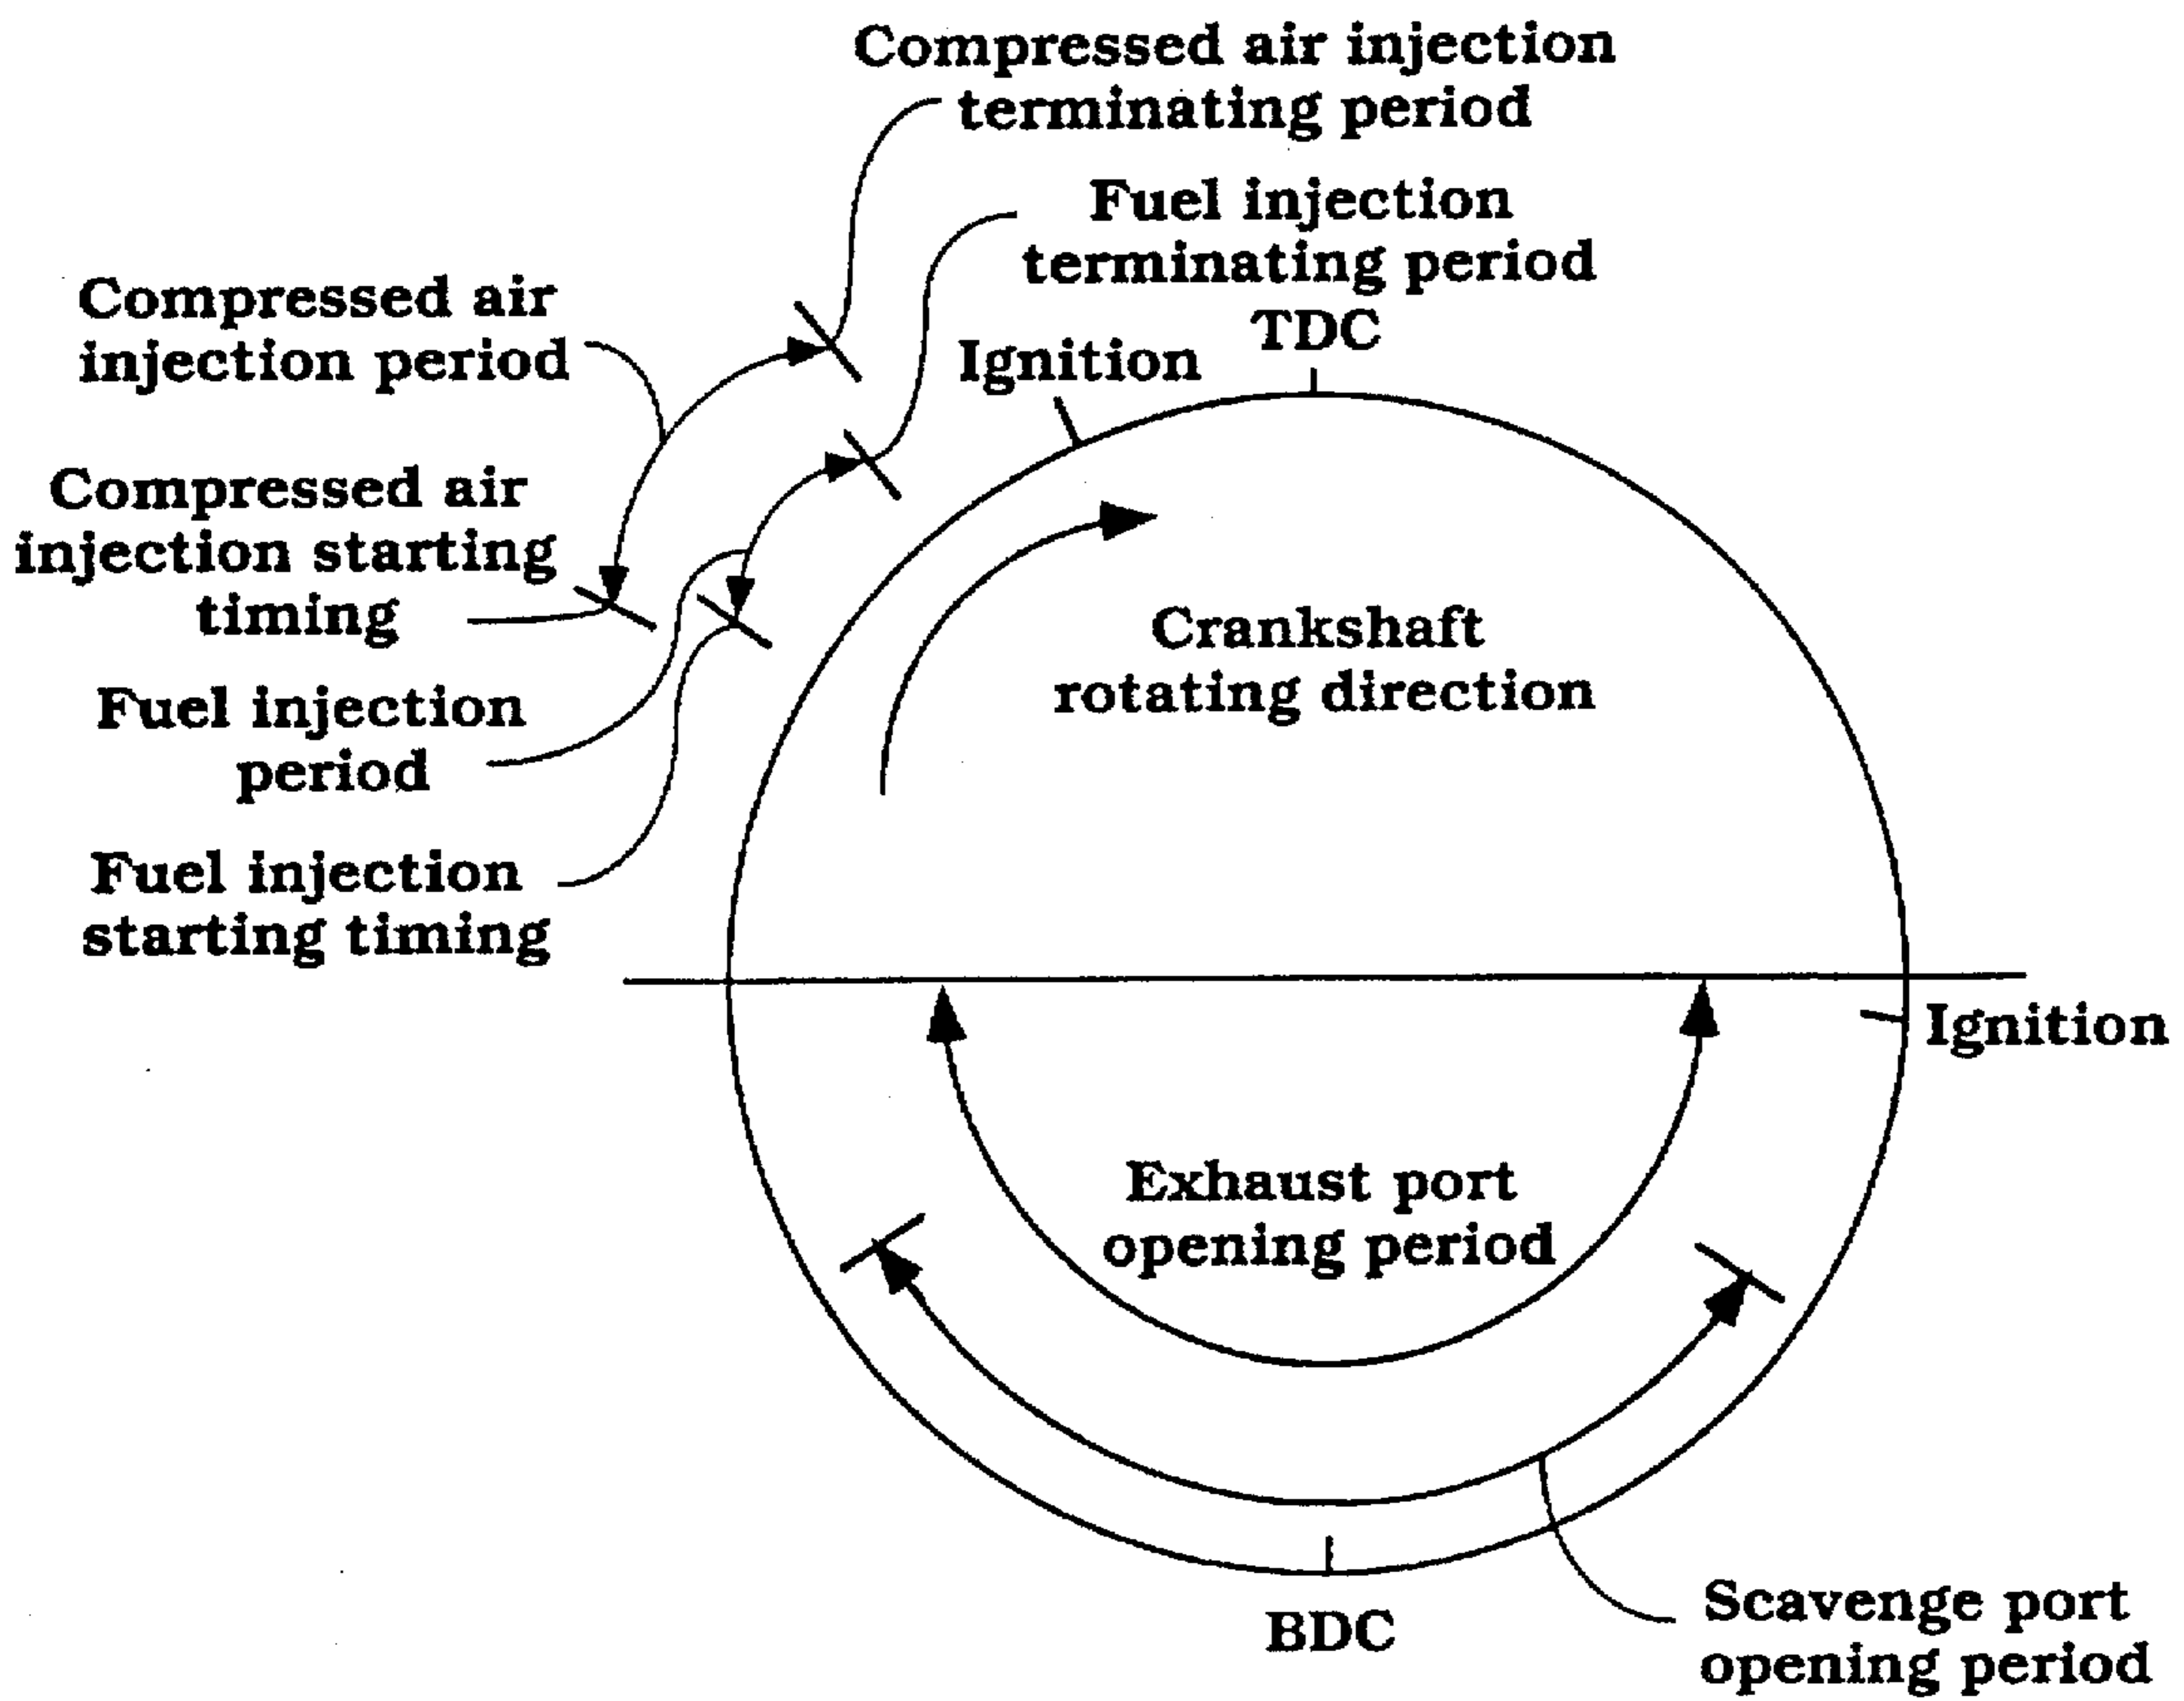 Compressed air injection
terminating period
Fuel injection
terminating period
TDC
Ignition
Compressed air
injection period
Compressed air
injection starting
timing
Fuel injection
period
Fuel injection
starting timing
Crankshaft
rotating direction
Ignition
Exhaust port
opening period
BDC
Scavenge port
opening period